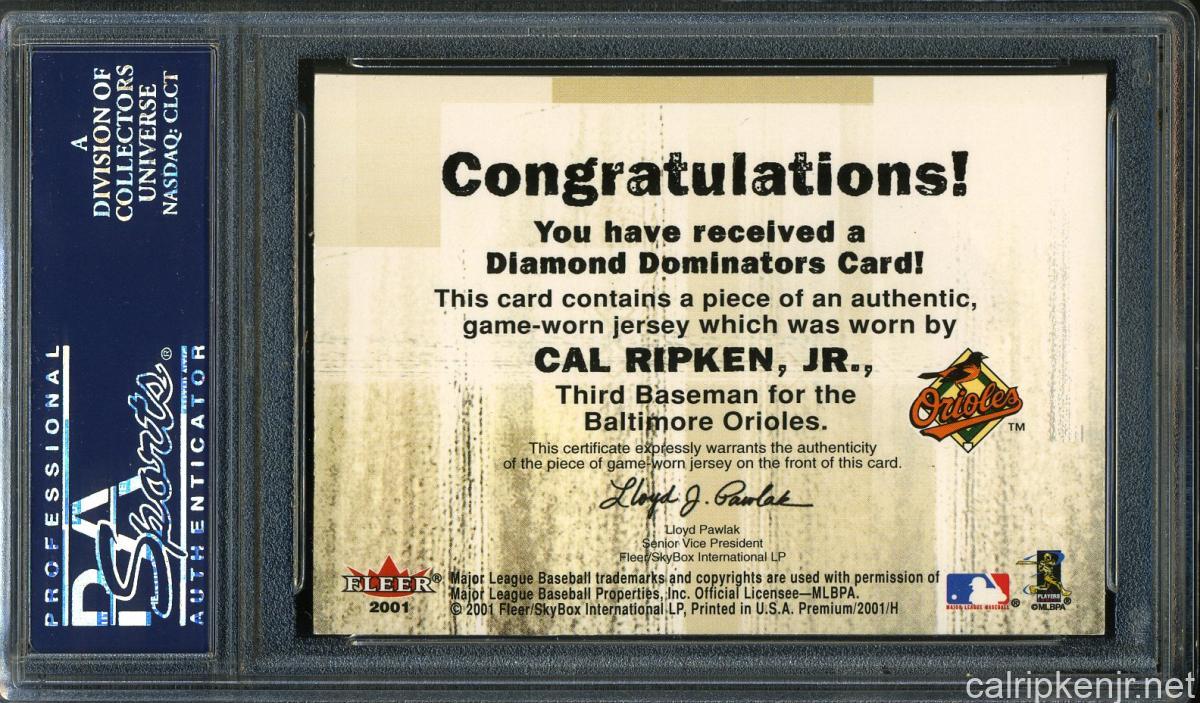 A
DIVISION OF
COLLECTORS
UNIVERSE
NASDAQ: CLCT
PROFESSIONAL
PSA
Sports®
AUTHENTICATOR
Congratulations!
You have received a
Diamond Dominators Card!
This card contains a piece of an authentic,
game-worn jersey which was worn by
CAL RIPKEN, JR.,
Third Baseman for the
Baltimore Orioles.
Orioles
TM
This certificate expressly warrants the authenticity
of the piece of game-worn jersey on the front of this card.
Lloyd J. Pawlak
Lloyd Pawlak
Senior Vice President
Fleer/SkyBox International LP
FLEER®
2001
Major League Baseball trademarks and copyrights are used with permission of
Major League Baseball Properties, Inc. Official Licensee—MLBPA.
© 2001 Fleer/SkyBox International LP, Printed in U.S.A. Premium/2001/H
MAJOR LEAGUE BASEBALL ®
PLAYERS
©MLBPA ®
calripkenjr.net